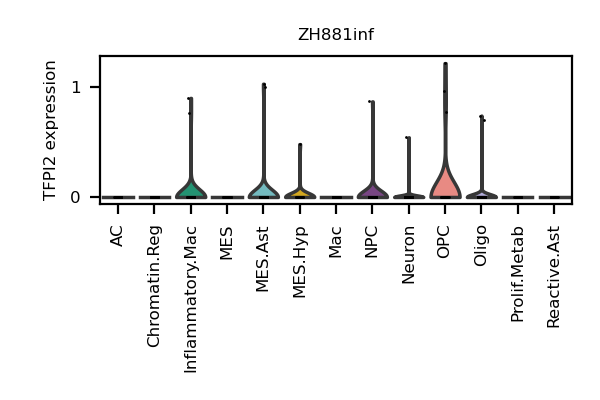 ZH881inf
TFPI2 expression
1
0
AC
Chromatin.Reg
Inflammatory.Mac
MES
MES.Ast
MES.Hyp
Mac
NPC
Neuron
OPC
Oligo
Prolif.Metab
Reactive.Ast